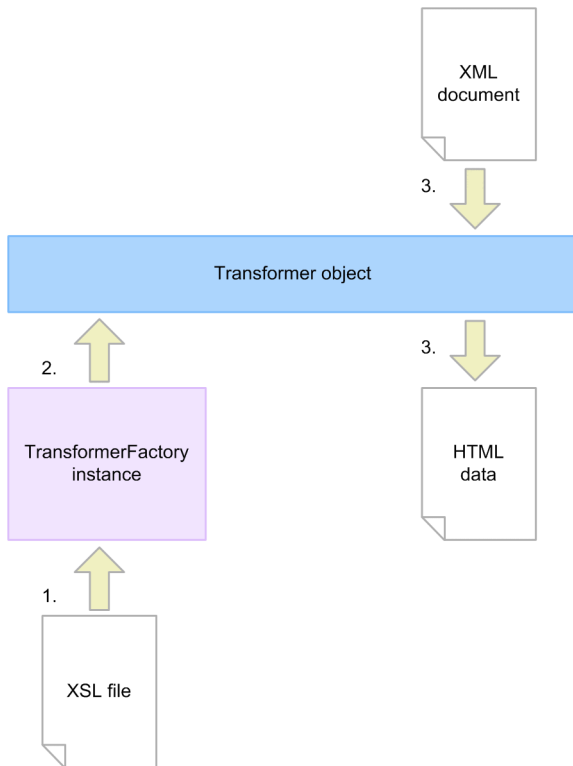 XML
document
3.
Transformer object
2.
3.
TransformerFactory
instance
HTML
data
1.
XSL file